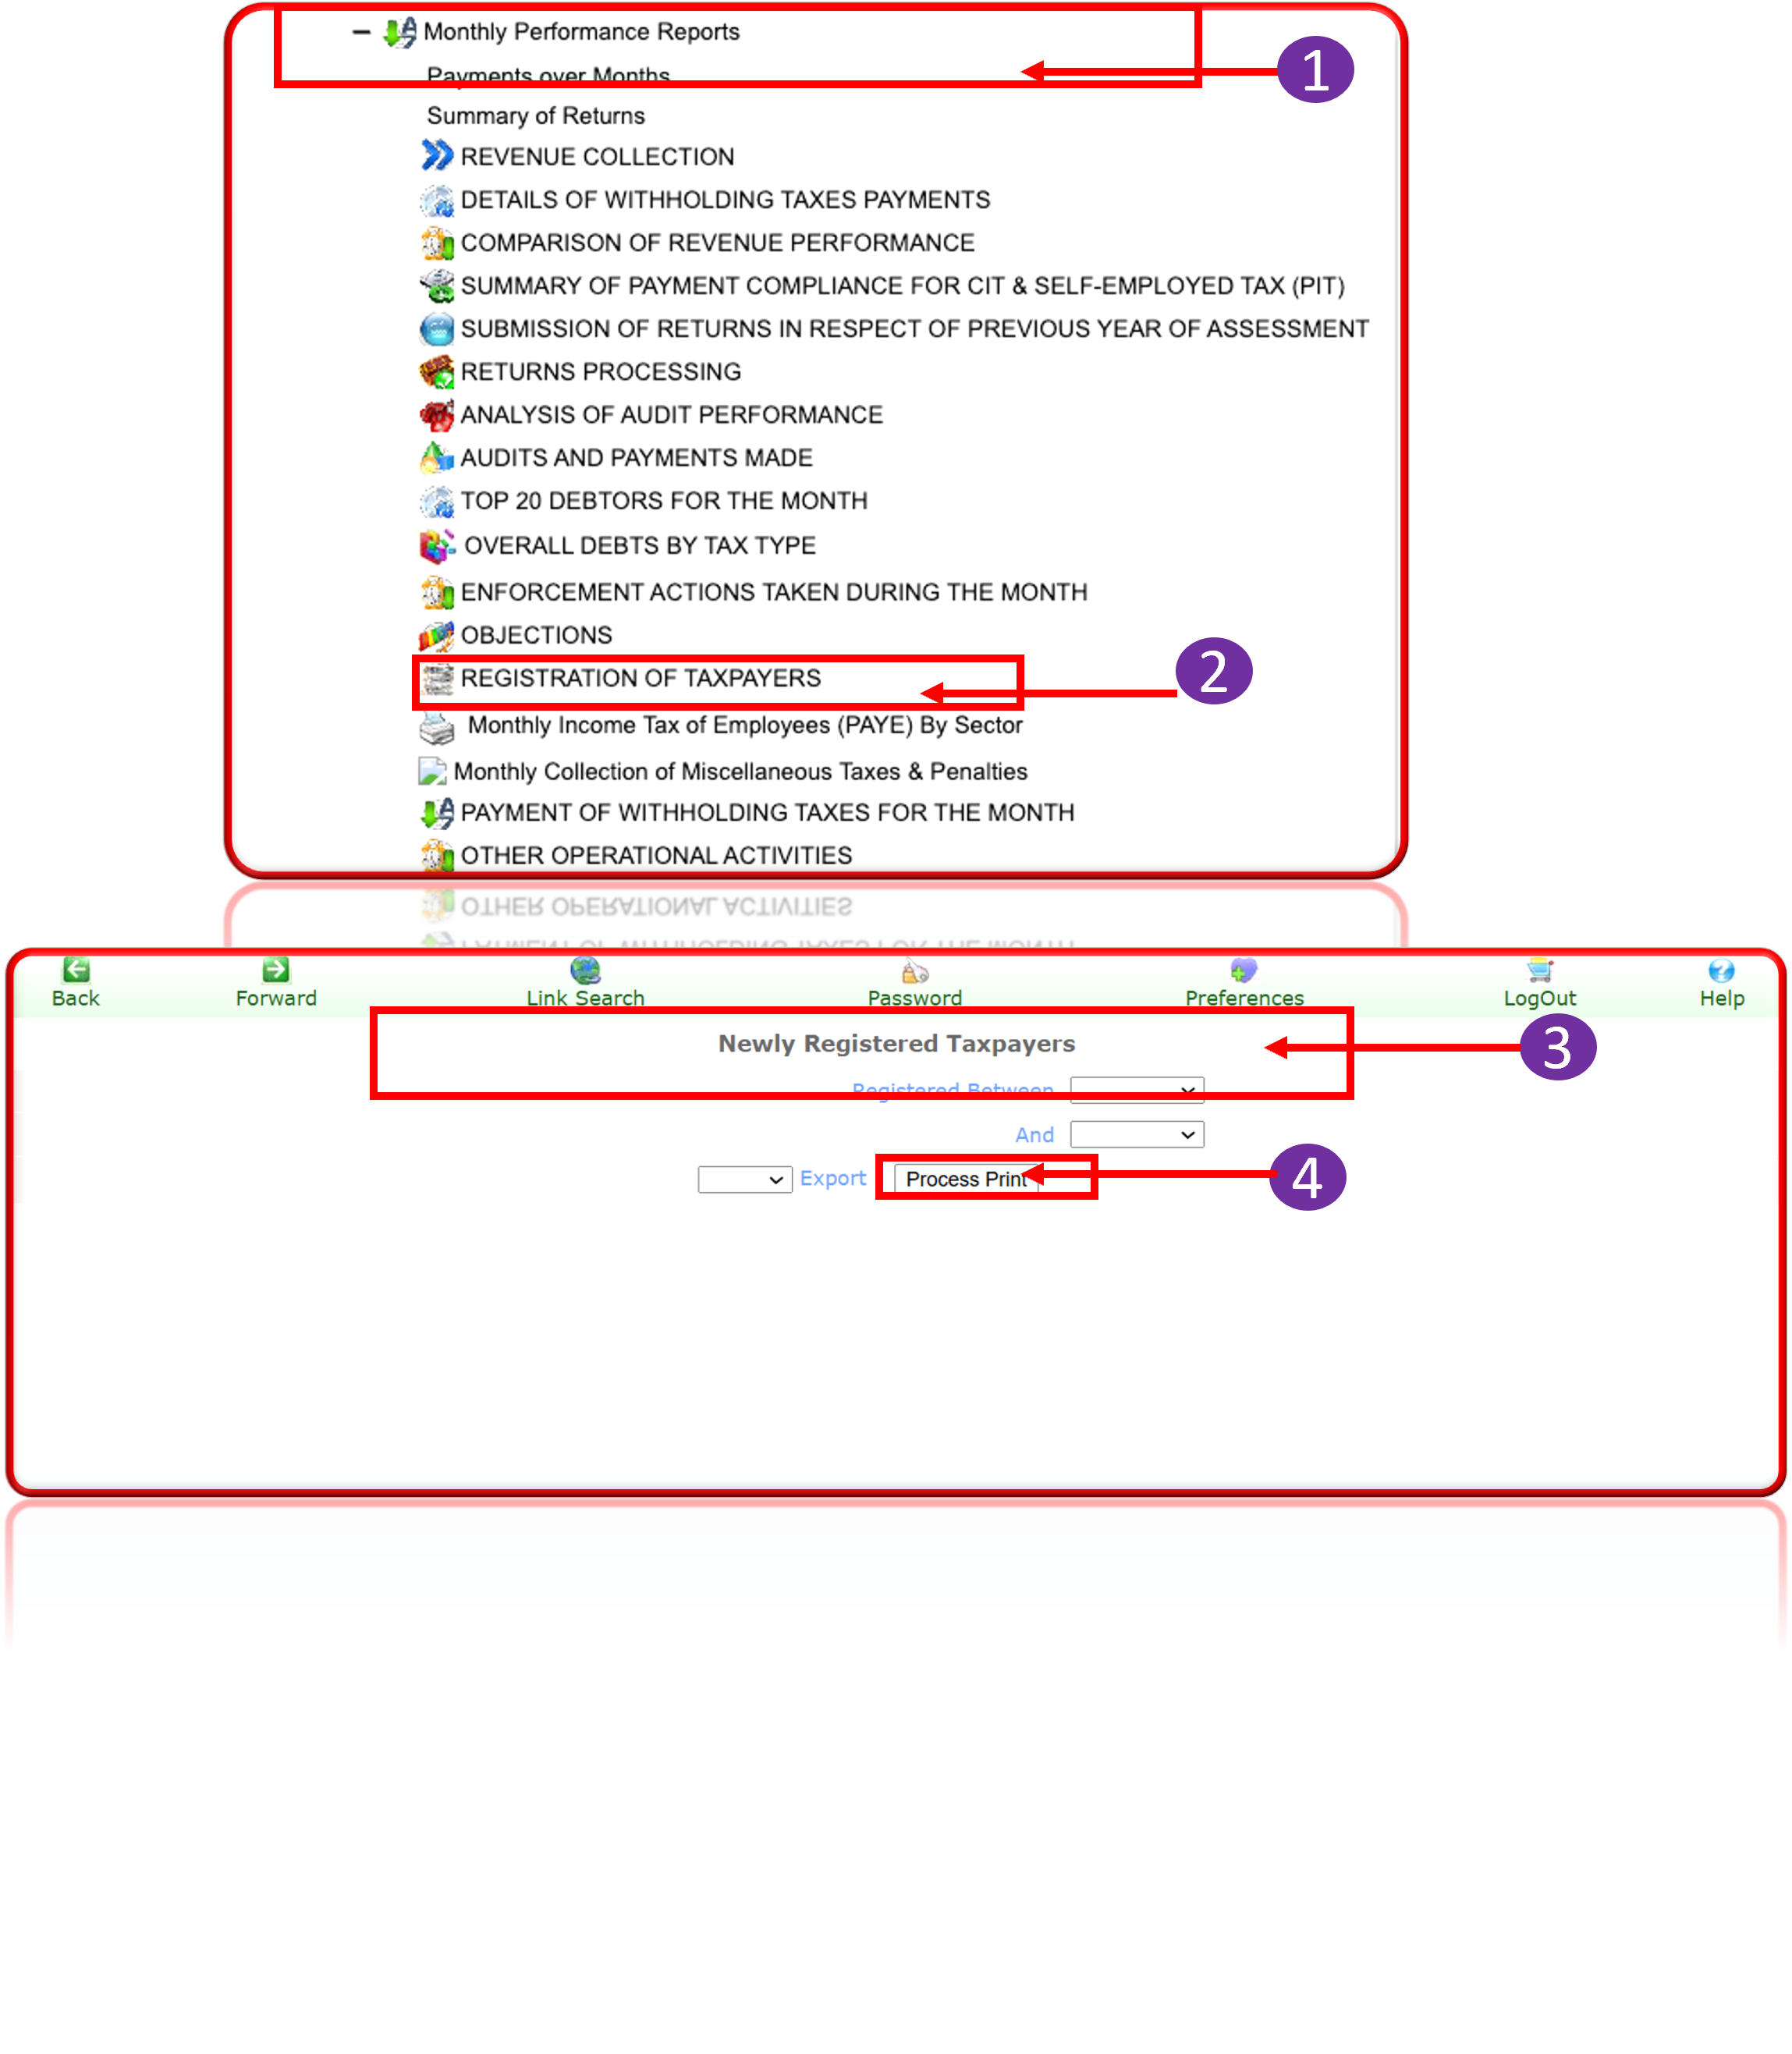 Monthly Performance Reports
1
Payments over Months
Summary of Returns
REVENUE COLLECTION
DETAILS OF WITHHOLDING TAXES PAYMENTS
COMPARISON OF REVENUE PERFORMANCE
SUMMARY OF PAYMENT COMPLIANCE FOR CIT & SELF-EMPLOYED TAX (PIT)
SUBMISSION OF RETURNS IN RESPECT OF PREVIOUS YEAR OF ASSESSMENT
RETURNS PROCESSING
ANALYSIS OF AUDIT PERFORMANCE
AUDITS AND PAYMENTS MADE
TOP 20 DEBTORS FOR THE MONTH
OVERALL DEBTS BY TAX TYPE
ENFORCEMENT ACTIONS TAKEN DURING THE MONTH
OBJECTIONS
REGISTRATION OF TAXPAYERS
2
Monthly Income Tax of Employees (PAYE) By Sector
Monthly Collection of Miscellaneous Taxes & Penalties
PAYMENT OF WITHHOLDING TAXES FOR THE MONTH
OTHER OPERATIONAL ACTIVITIES
Back Forward Link Search Password Preferences LogOut Help
Newly Registered Taxpayers
3
Registered Between
And
Export Process Print
4